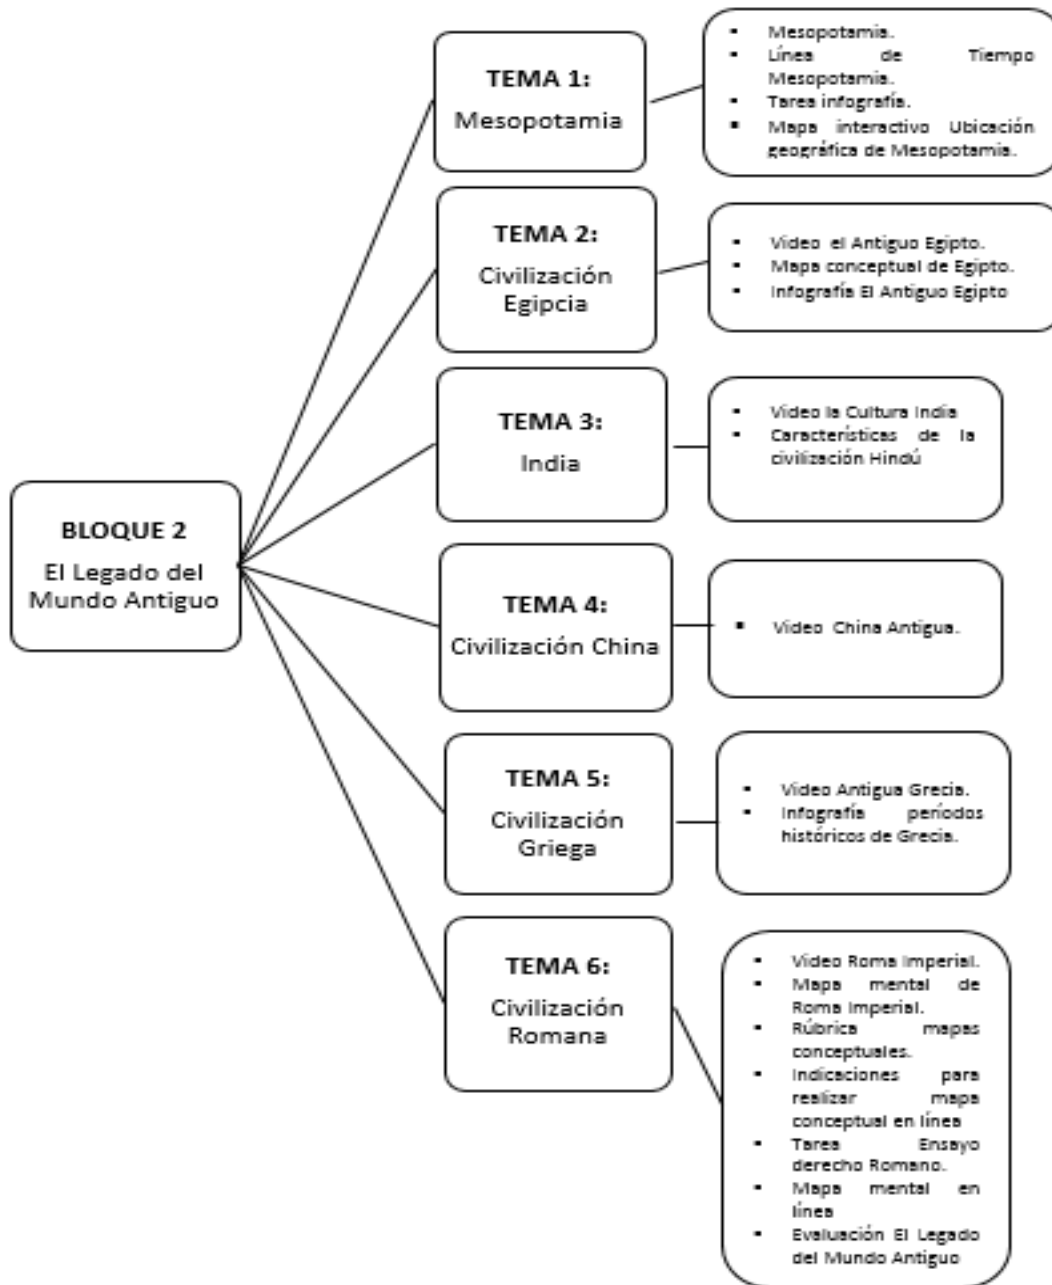 BLOQUE 2
El Legado del
Mundo Antiguo
TEMA 1:
Mesopotamia
▪ Mesopotamia.
▪ Línea de Tiempo
Mesopotamia.
▪ Tarea infografía.
▪ Mapa interactivo Ubicación
geográfica de Mesopotamia.
TEMA 2:
Civilización
Egipcia
▪ Video el Antiguo Egipto.
▪ Mapa conceptual de Egipto.
▪ Infografía El Antiguo Egipto
TEMA 3:
India
▪ Video la Cultura India
▪ Características de la
civilización Hindú
TEMA 4:
Civilización China
▪ Video China Antigua.
TEMA 5:
Civilización
Griega
▪ Video Antigua Grecia.
▪ Infografía períodos
históricos de Grecia.
TEMA 6:
Civilización
Romana
▪ Video Roma Imperial.
▪ Mapa mental de
Roma Imperial.
▪ Rúbrica mapas
conceptuales.
▪ Indicaciones para
realizar mapa
conceptual en línea
▪ Tarea Ensayo
derecho Romano.
▪ Mapa mental en
línea
▪ Evaluación El Legado
del Mundo Antiguo